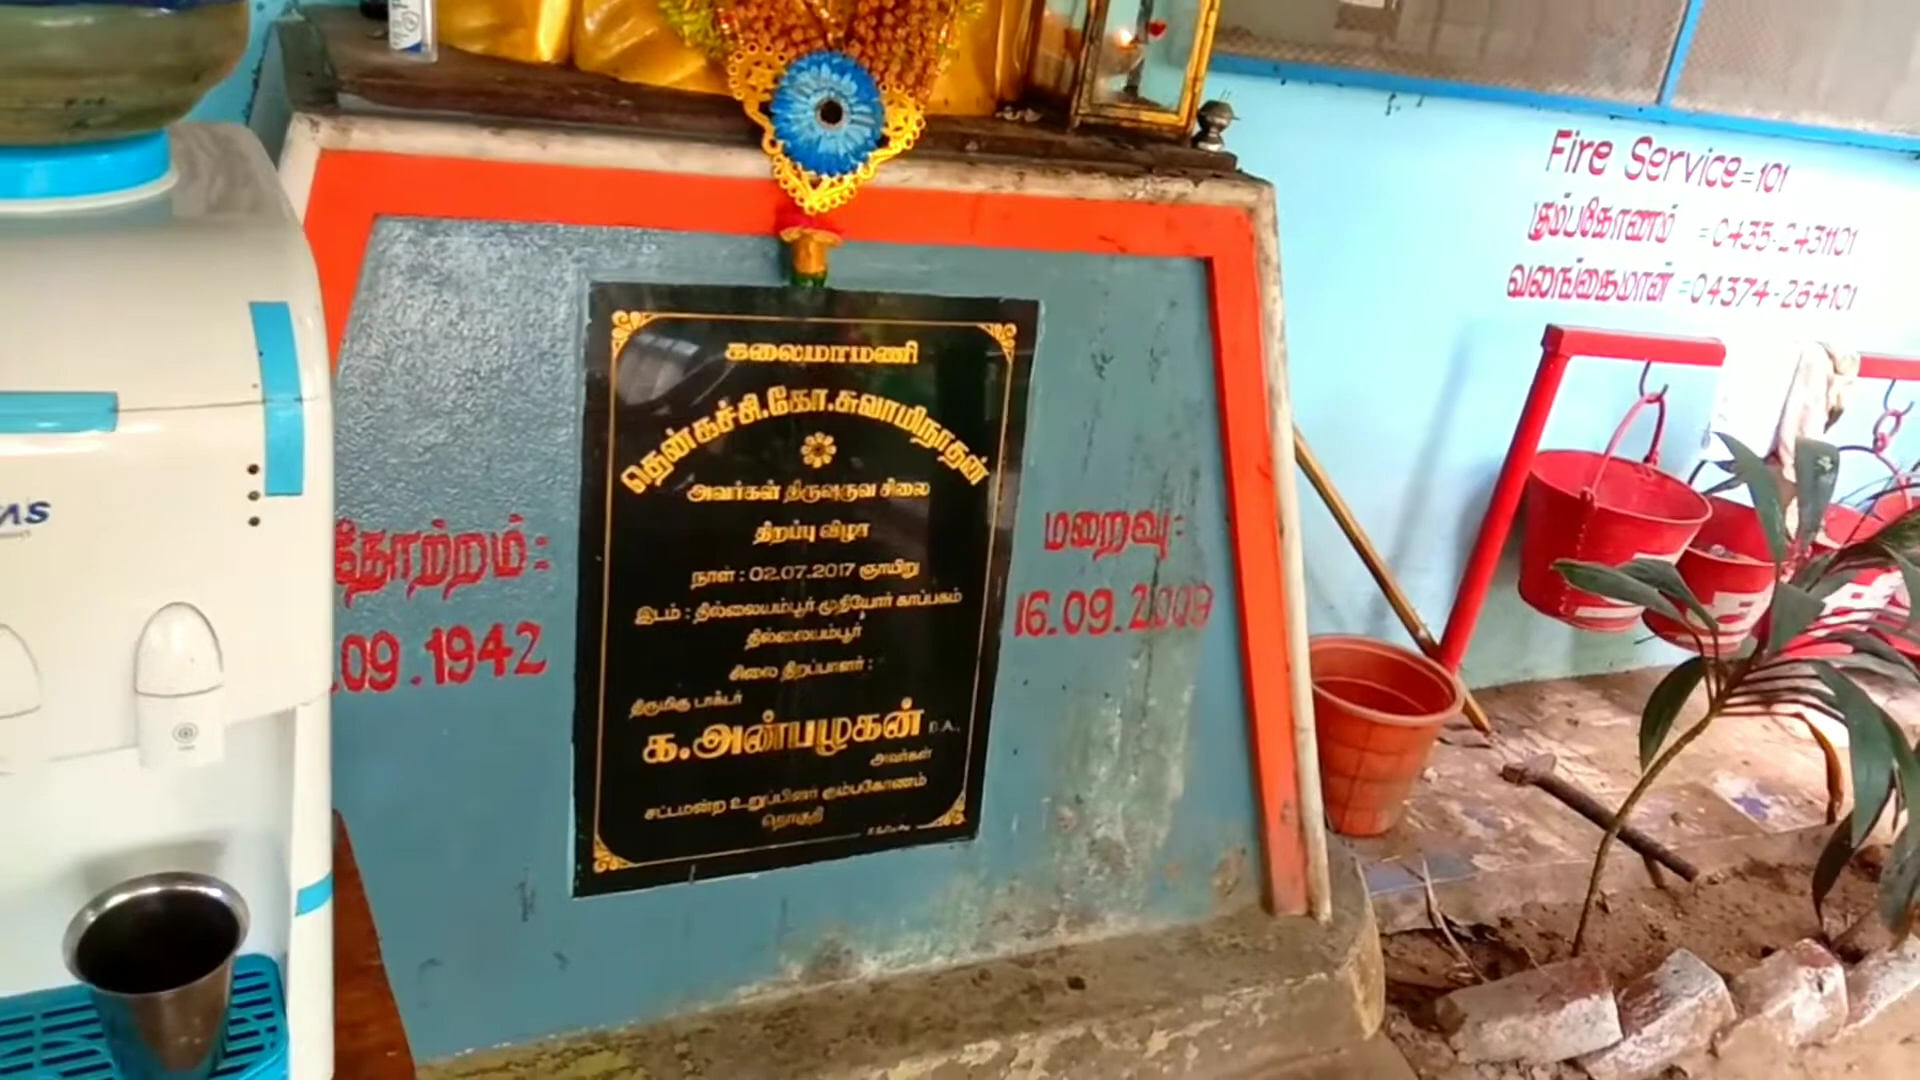 Fire Service = 101
கும்பகோணம் = 0435-2431101
வலங்கைமான் = 04374-264101
கலைமாமணி
தென்கச்சி.கோ.சுவாமிநாதன்
அவர்கள் திருவுருவ சிலை
திறப்பு விழா
நாள் : 02.07.2017 ஞாயிறு
இடம் : தில்லையம்பூர் முதியோர் காப்பகம்
தில்லையம்பூர்
சிலை திறப்பாளர் :
திருமிகு டாக்டர்
க.அன்பழகன் B.A.,
அவர்கள்
சட்டமன்ற உறுப்பினர் கும்பகோணம்
தொகுதி
தோற்றம் :
.09.1942
மறைவு :
16.09.2009